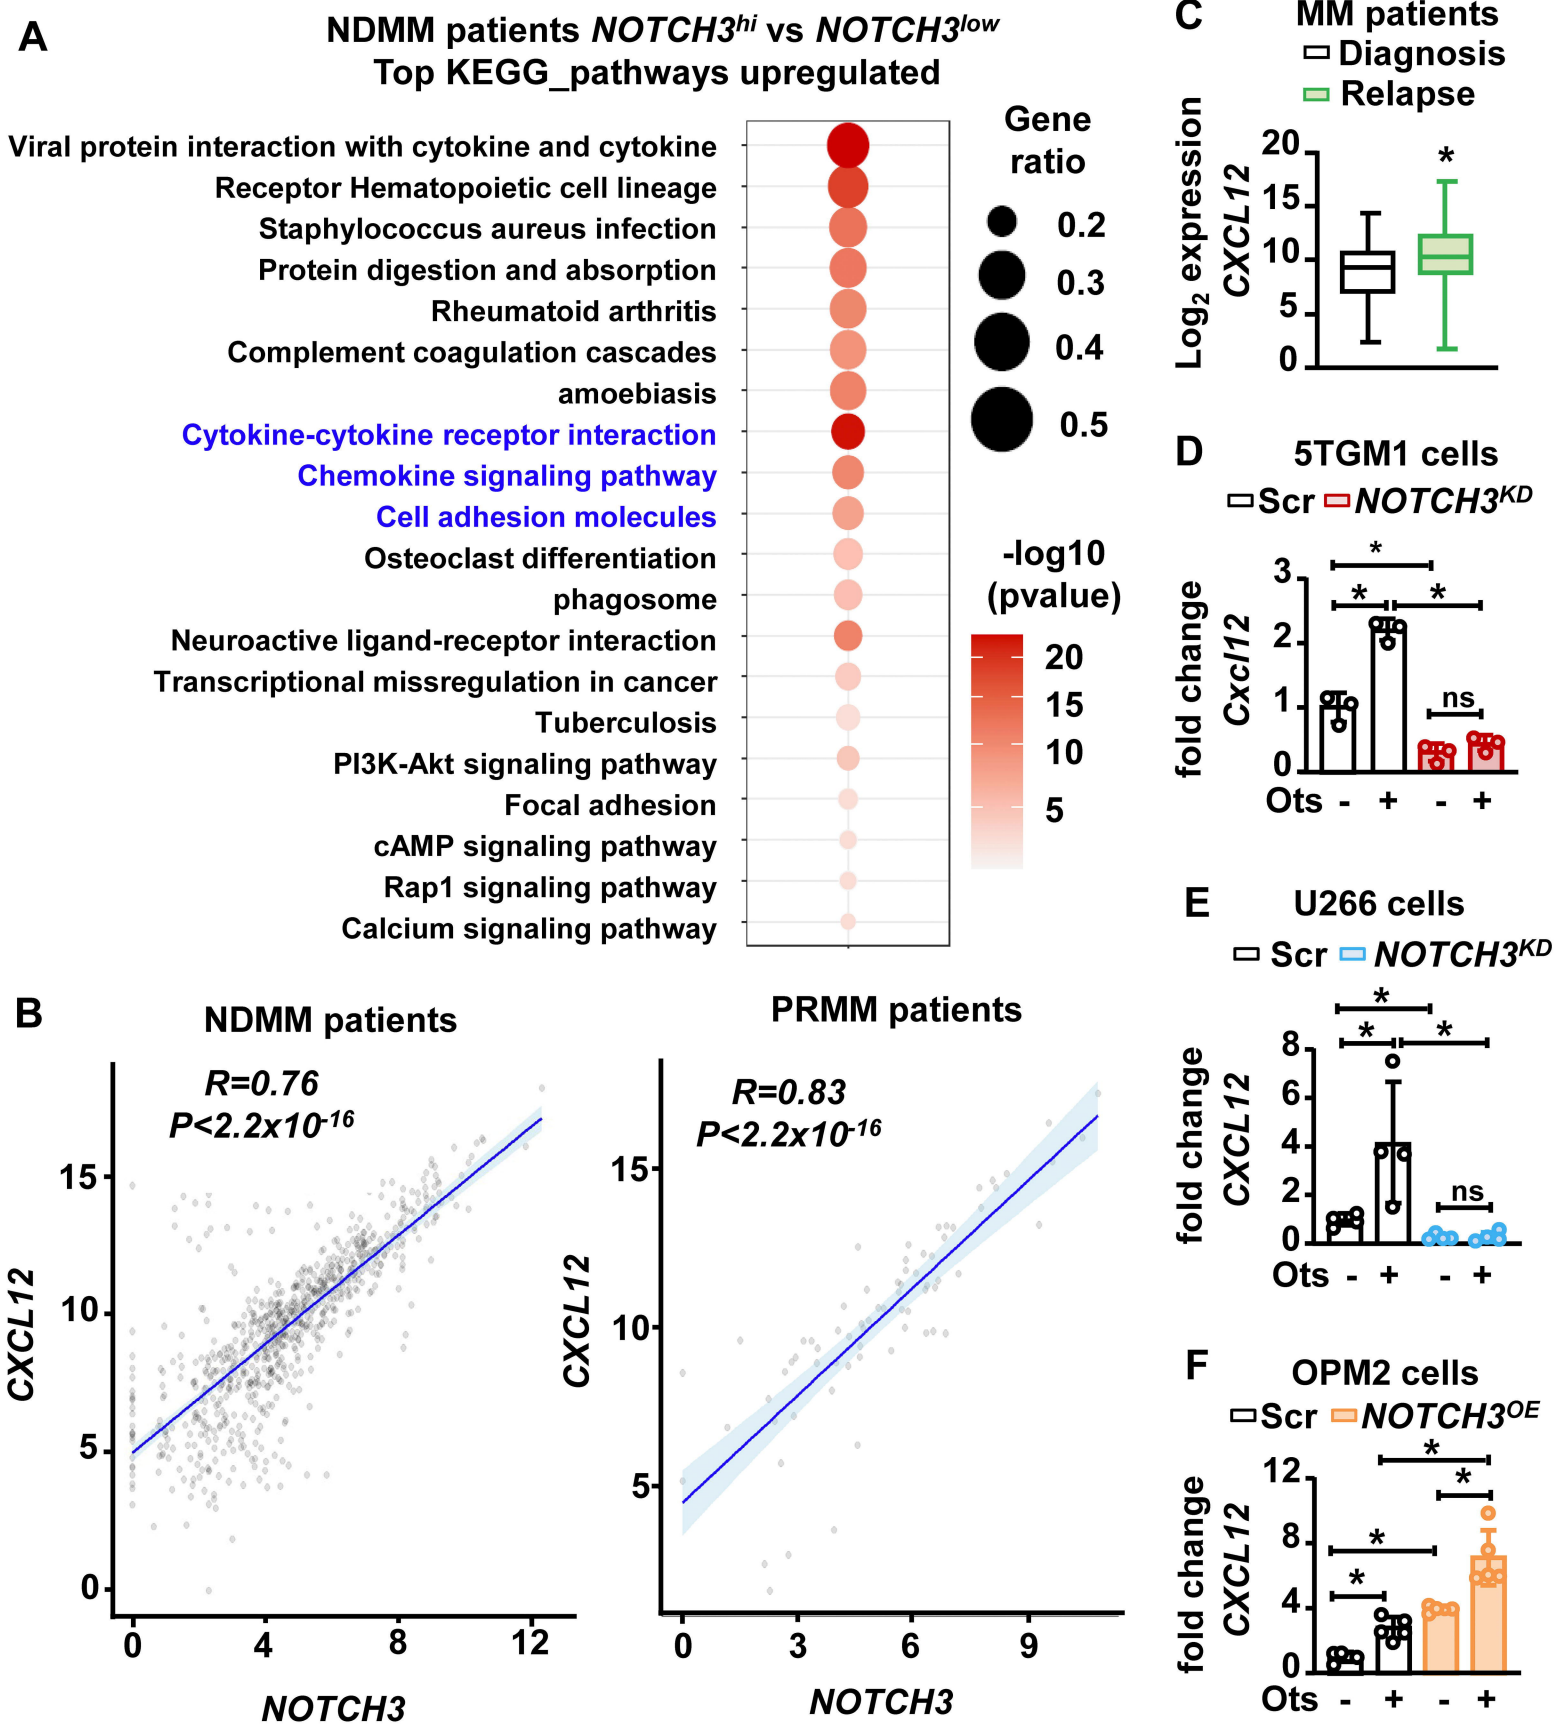 A
NDMM patients NOTCH3hi vs NOTCH3low
Top KEGG_pathways upregulated
Viral protein interaction with cytokine and cytokine
Receptor Hematopoietic cell lineage
Staphylococcus aureus infection
Protein digestion and absorption
Rheumatoid arthritis
Complement coagulation cascades
amoebiasis
Cytokine-cytokine receptor interaction
Chemokine signaling pathway
Cell adhesion molecules
Osteoclast differentiation
phagosome
Neuroactive ligand-receptor interaction
Transcriptional missregulation in cancer
Tuberculosis
PI3K-Akt signaling pathway
Focal adhesion
cAMP signaling pathway
Rap1 signaling pathway
Calcium signaling pathway
Gene
ratio
0.2
0.3
0.4
0.5
-log10
(pvalue)
20
15
10
5
B
NDMM patients
R=0.76
P<2.2x10-16
CXCL12
15
10
5
0
0 4 8 12
NOTCH3
PRMM patients
R=0.83
P<2.2x10-16
CXCL12
15
10
5
0 3 6 9
NOTCH3
C
MM patients
Diagnosis
Relapse
Log2 expression
CXCL12
20
15
10
5
0
*
D
5TGM1 cells
Scr NOTCH3KD
fold change
Cxcl12
3
2
1
0
*
* *
ns
Ots - + - +
E
U266 cells
Scr NOTCH3KD
fold change
CXCL12
8
6
4
2
0
*
* *
ns
Ots - + - +
F
OPM2 cells
Scr NOTCH3OE
fold change
CXCL12
12
8
4
0
*
*
*
*
Ots - + - +